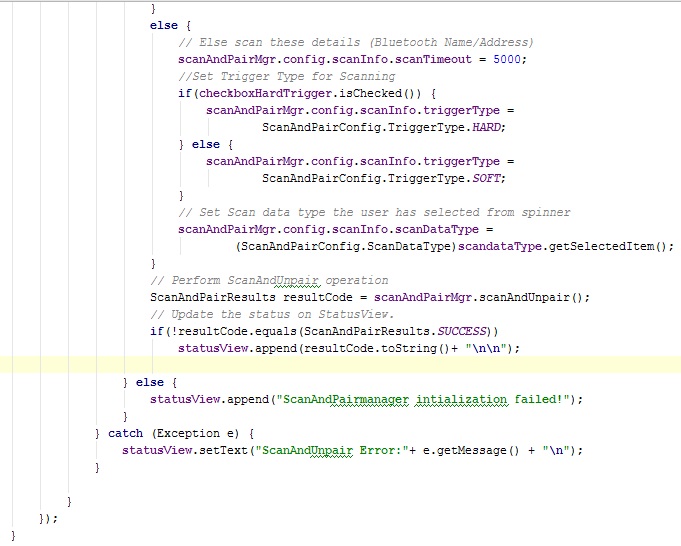 }
else {
// Else scan these details (Bluetooth Name/Address)
scanAndPairMgr.config.scanInfo.scanTimeout = 5000;
//Set Trigger Type for Scanning
if(checkboxHardTrigger.isChecked()) {
scanAndPairMgr.config.scanInfo.triggerType =
ScanAndPairConfig.TriggerType.HARD;
} else {
scanAndPairMgr.config.scanInfo.triggerType =
ScanAndPairConfig.TriggerType.SOFT;
}
// Set Scan data type the user has selected from spinner
scanAndPairMgr.config.scanInfo.scanDataType =
(ScanAndPairConfig.ScanDataType)scandataType.getSelectedItem();
}
// Perform ScanAndUnpair operation
ScanAndPairResults resultCode = scanAndPairMgr.scanAndUnpair();
// Update the status on StatusView.
if(!resultCode.equals(ScanAndPairResults.SUCCESS))
statusView.append(resultCode.toString()+ "\n\n");
} else {
statusView.append("ScanAndPairmanager intialization failed!");
}
} catch (Exception e) {
statusView.setText("ScanAndUnpair Error:"+ e.getMessage() + "\n");
}
}
});
}